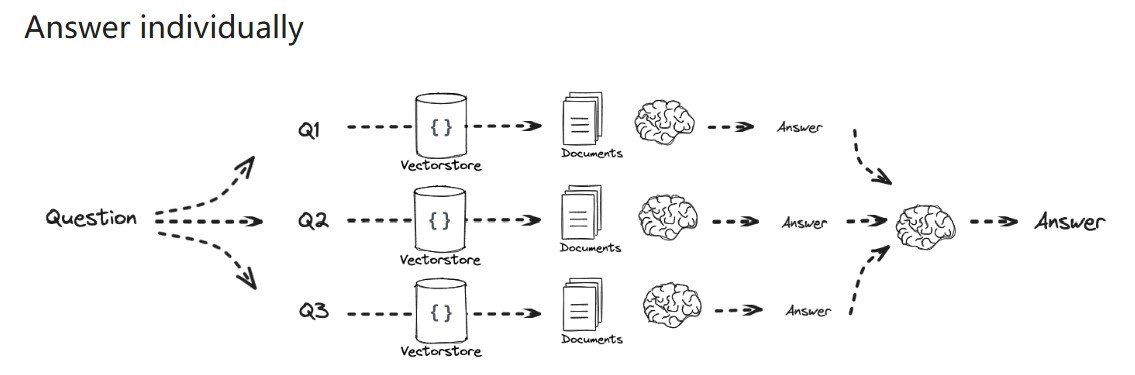 Answer individually
Q1
{}
Vectorstore
Documents
Answer
Question
Q2
{}
Vectorstore
Documents
Answer
Answer
Q3
{}
Vectorstore
Documents
Answer